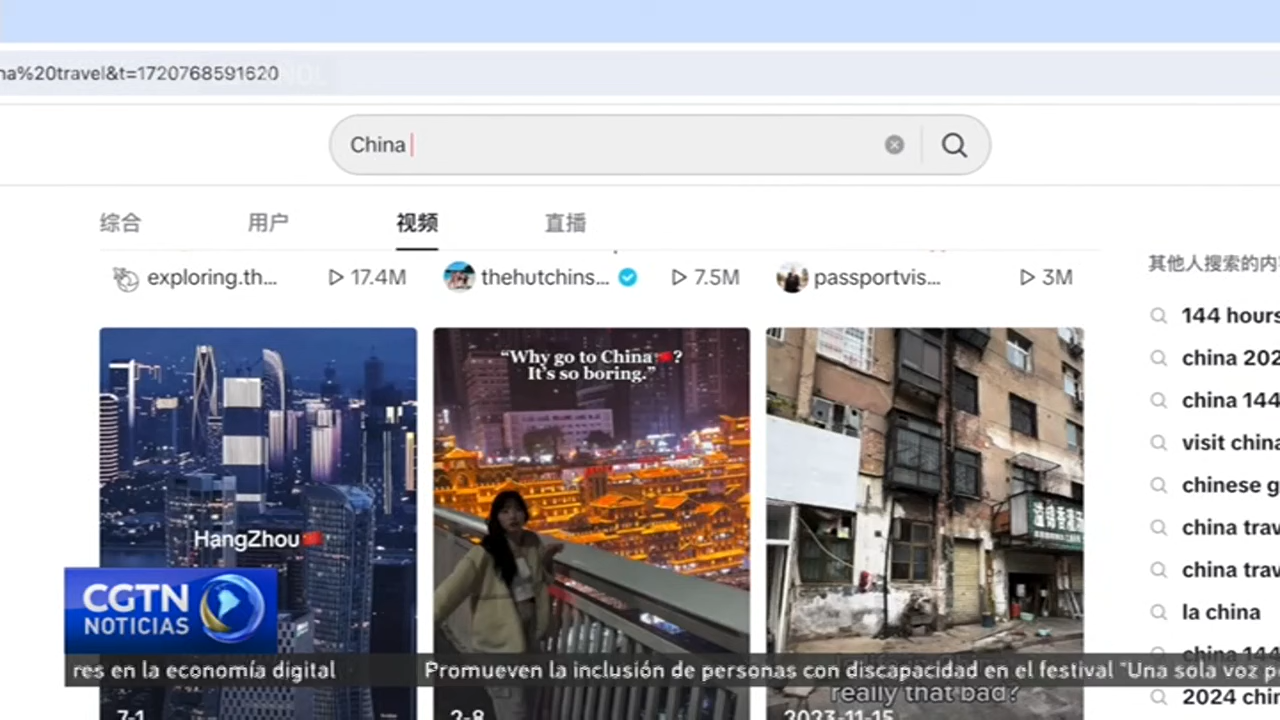 na%20travel&t=1720768591620
China
综合
用户
视频
直播
exploring.th...
17.4M
thehutchins...
7.5M
passportvis...
3M
其他人搜索的内容
144 hours
china 202
china 144
visit china
chinese g
china trav
china trav
la china
china 144
2024 chin
HangZhou
“Why go to China ?
It’s so boring.”
really that bad?
7-1
2-8
2023-11-15
CGTN
NOTICIAS
res en la economía digital
Promueven la inclusión de personas con discapacidad en el festival "Una sola voz p